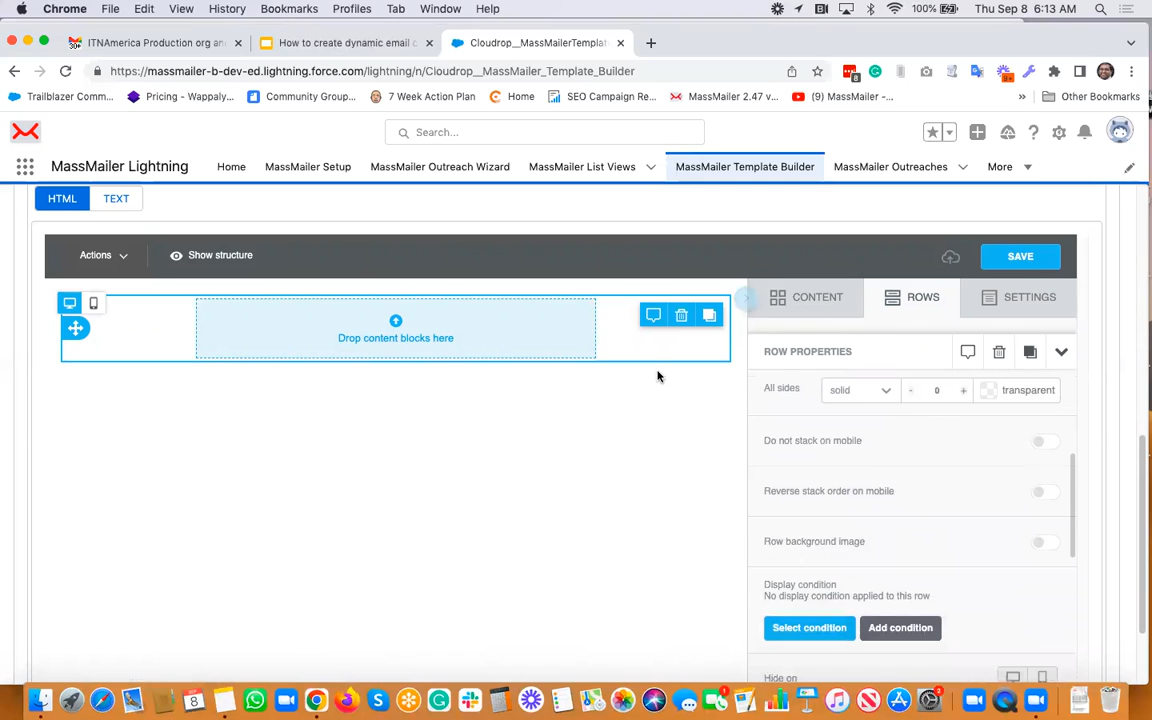 Chrome File Edit View History Bookmarks Profiles Tab Window Help 100% Thu Sep 8 6:13 AM
30+ ITNAmerica Production org an × How to create dynamic email c × Cloudrop__MassMailerTemplat × +
https://massmailer-b-dev-ed.lightning.force.com/lightning/n/Cloudrop__MassMailer_Template_Builder
Trailblazer Comm... Pricing - Wappaly... Community Group... 7 Week Action Plan Home SEO Campaign Re... MassMailer 2.47 v... (9) MassMailer -... » Other Bookmarks
Search...
MassMailer Lightning Home MassMailer Setup MassMailer Outreach Wizard MassMailer List Views MassMailer Template Builder MassMailer Outreaches More
HTML TEXT
Actions Show structure SAVE
CONTENT ROWS SETTINGS
Drop content blocks here
ROW PROPERTIES
All sides solid - 0 + transparent
Do not stack on mobile
Reverse stack order on mobile
Row background image
Display condition
No display condition applied to this row
Select condition Add condition
Hide on